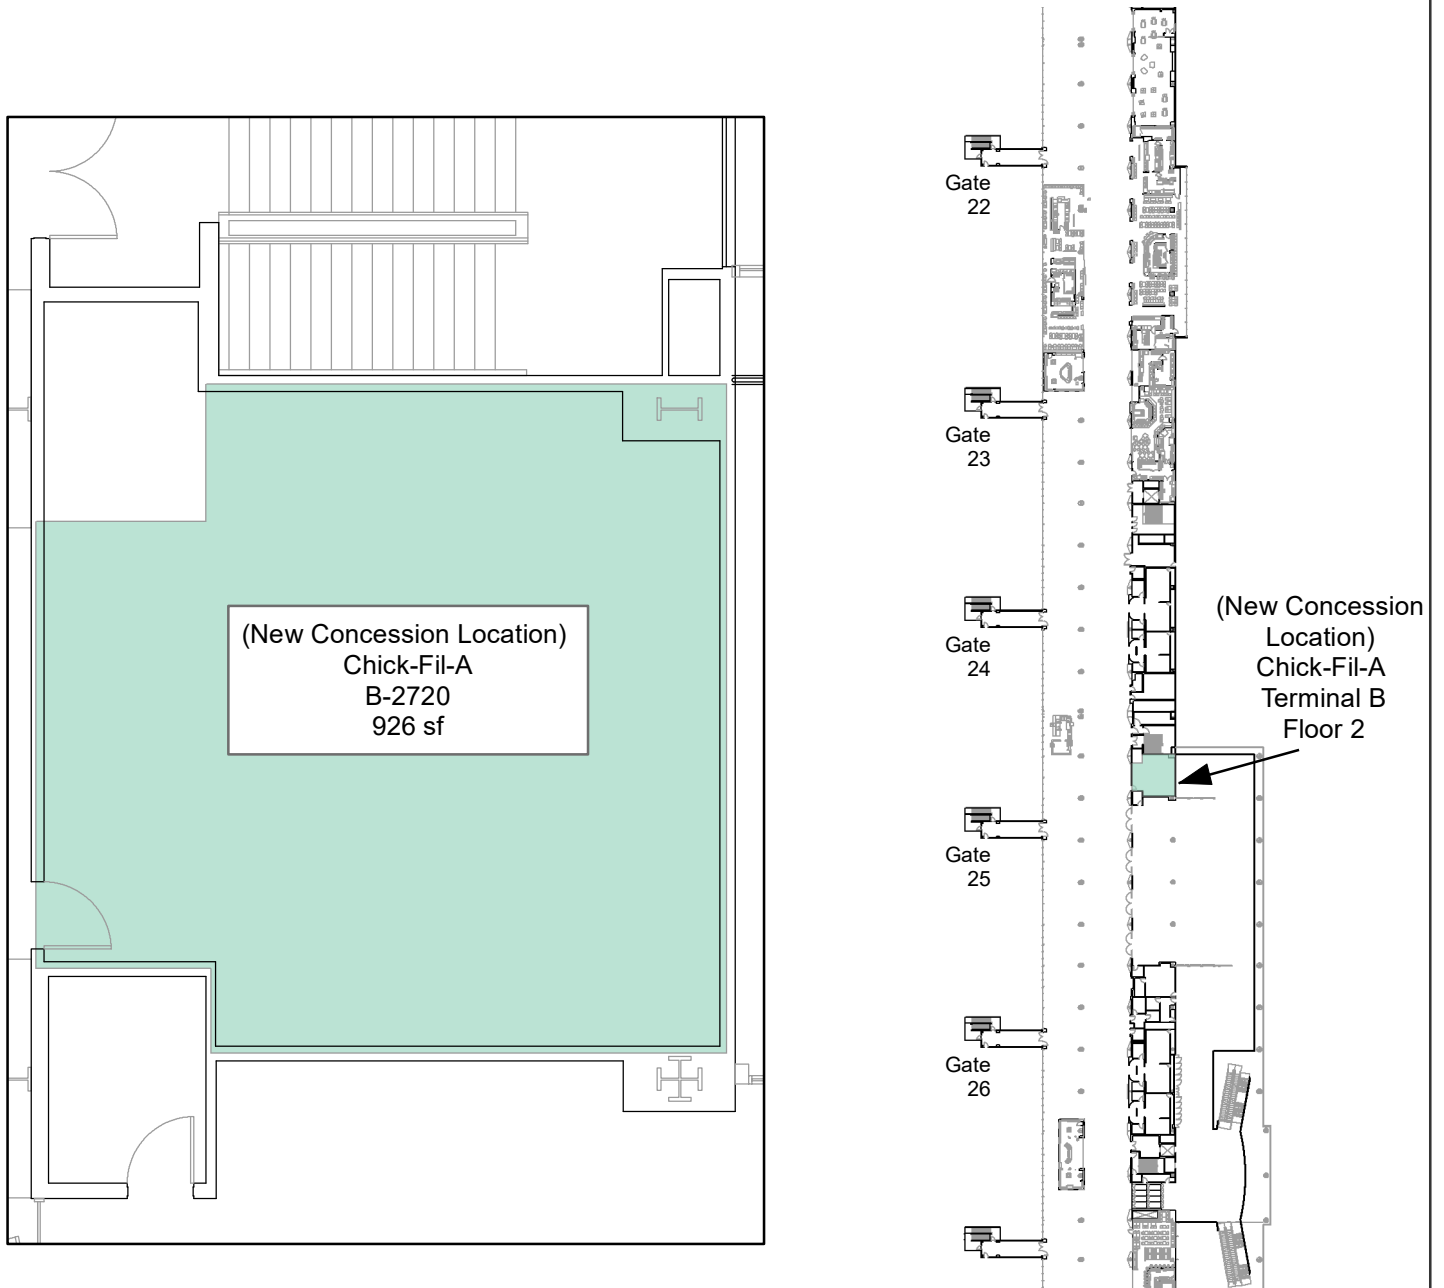 (New Concession Location)
Chick-Fil-A
B-2720
926 sf
Gate
22
Gate
23
Gate
24
Gate
25
Gate
26
(New Concession
Location)
Chick-Fil-A
Terminal B
Floor 2